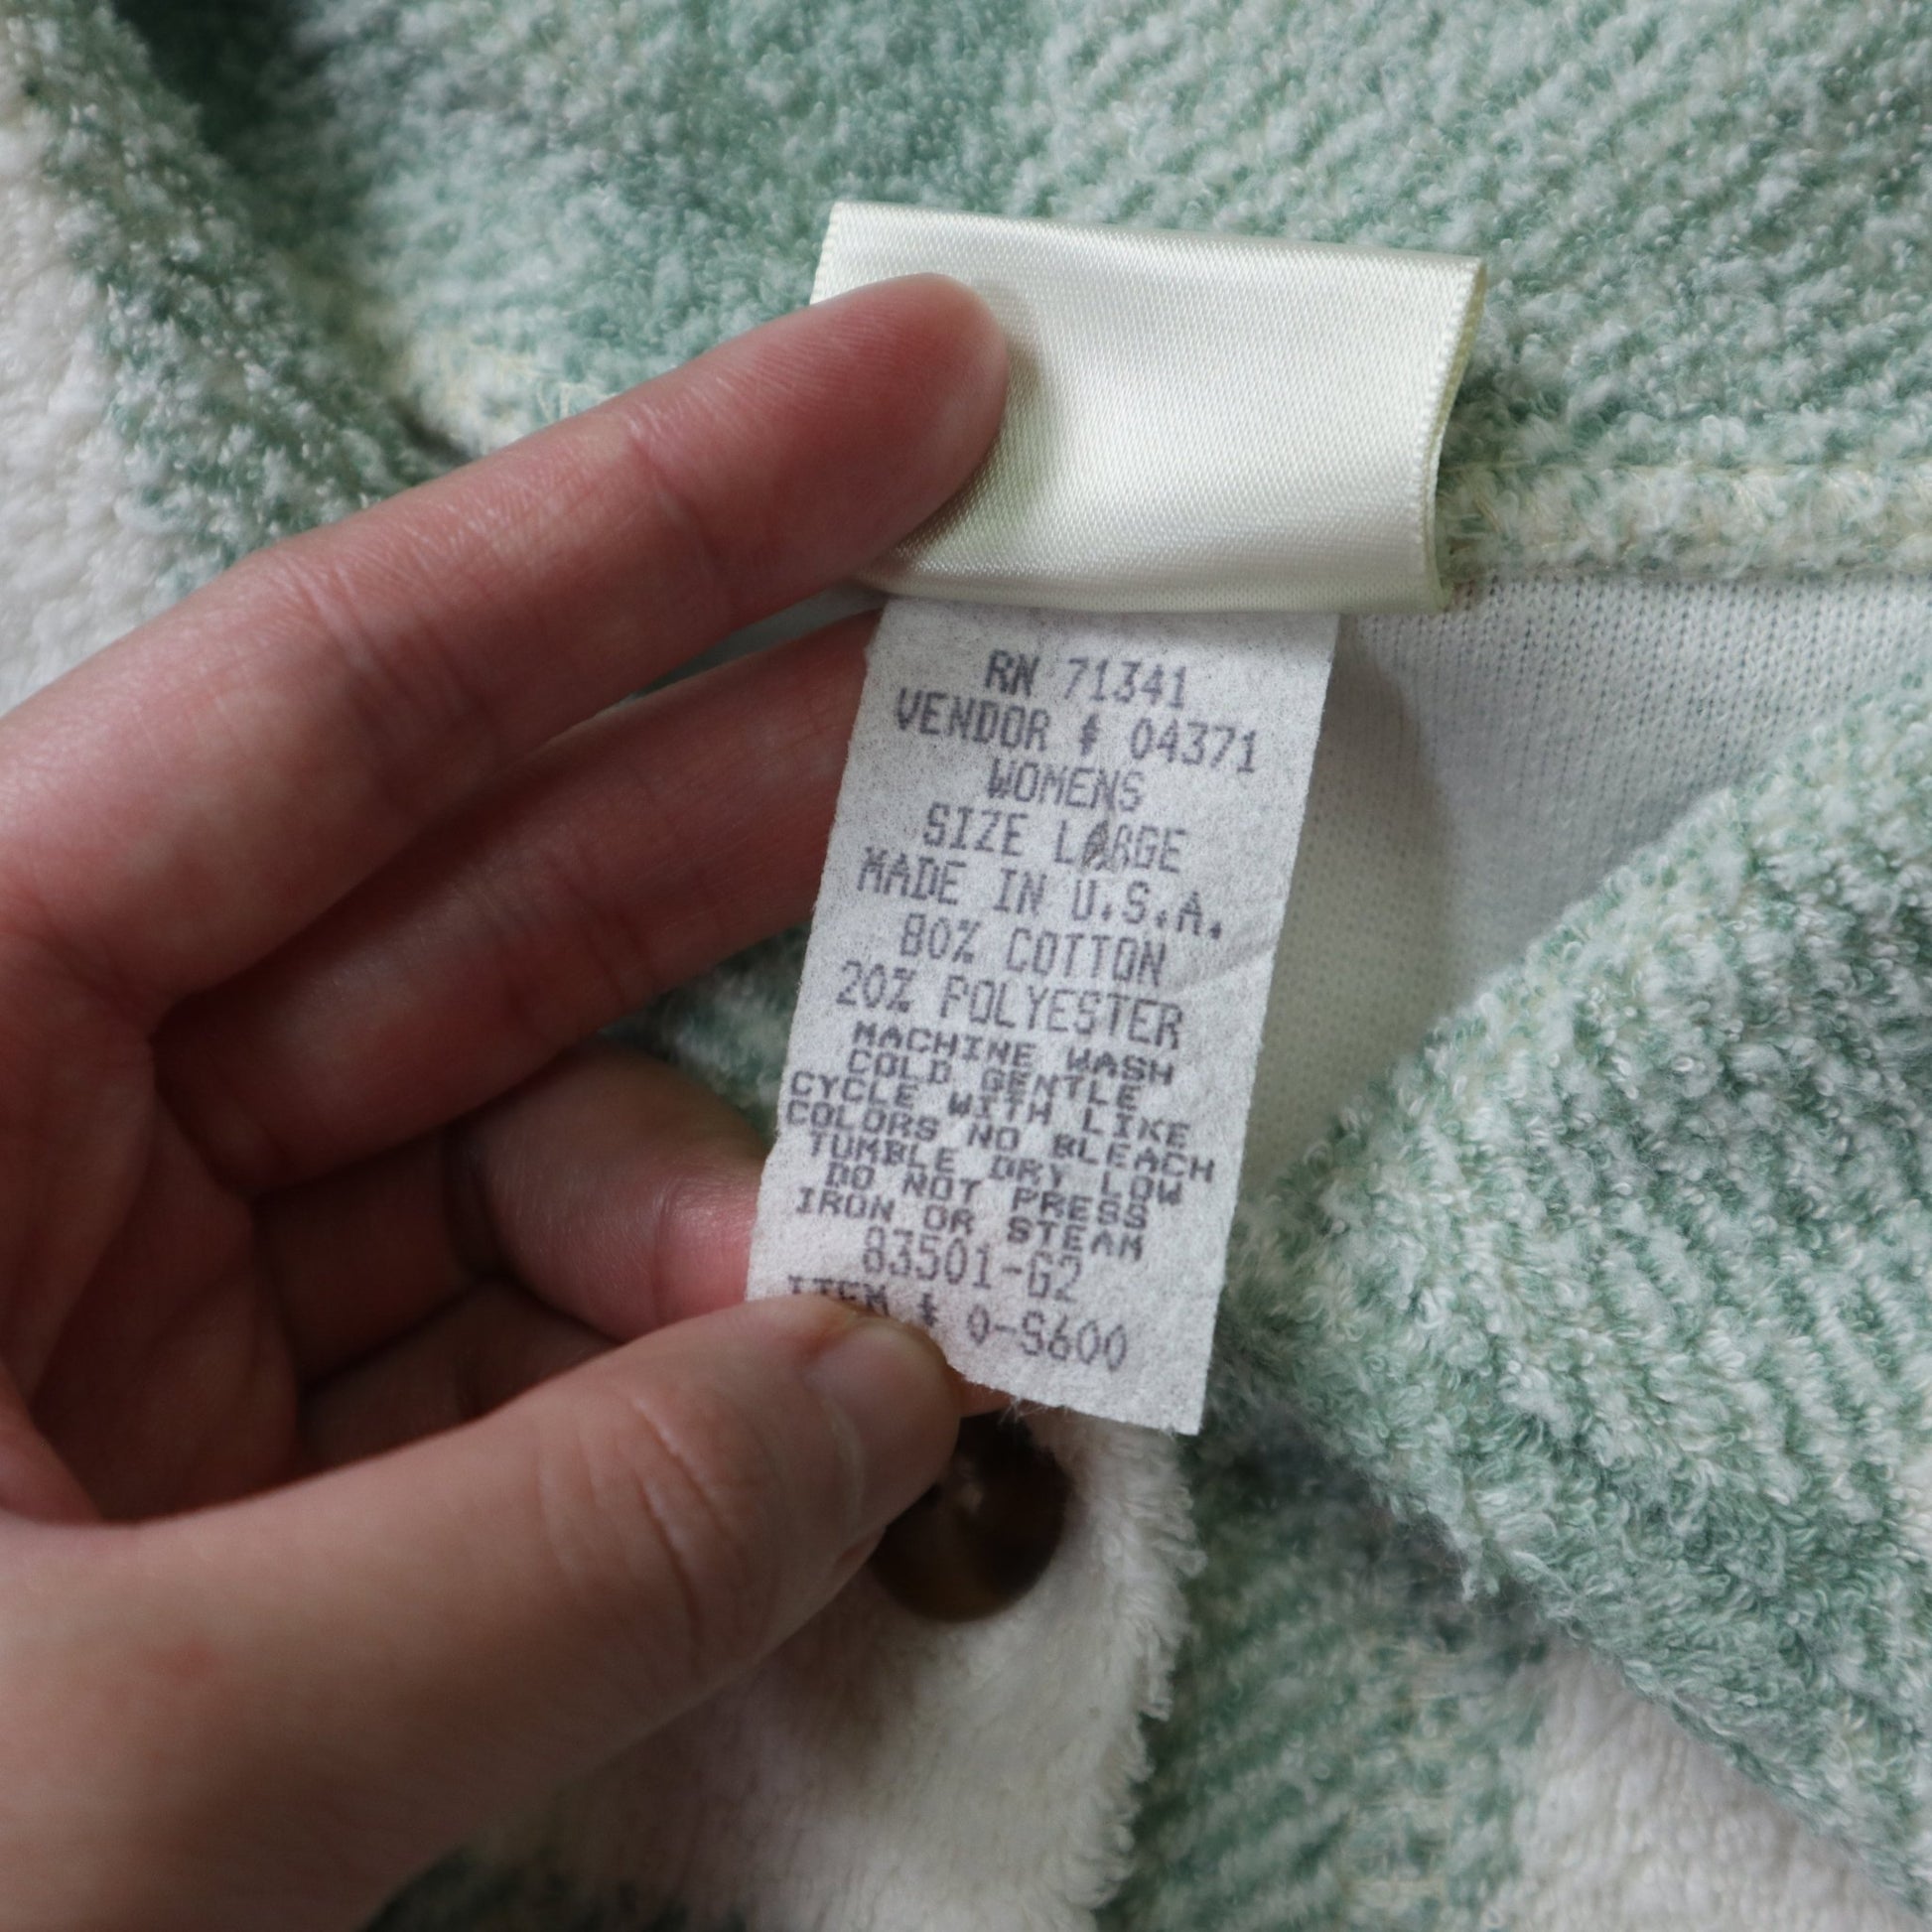 RN 71341
VENDOR # 04371
WOMENS
SIZE LARGE
MADE IN U.S.A.
80% COTTON
20% POLYESTER
MACHINE WASH
COLD GENTLE
CYCLE WITH LIKE
COLORS NO BLEACH
TUMBLE DRY LOW
DO NOT PRESS
IRON OR STEAM
83501-G2
ITEM # 0-S600